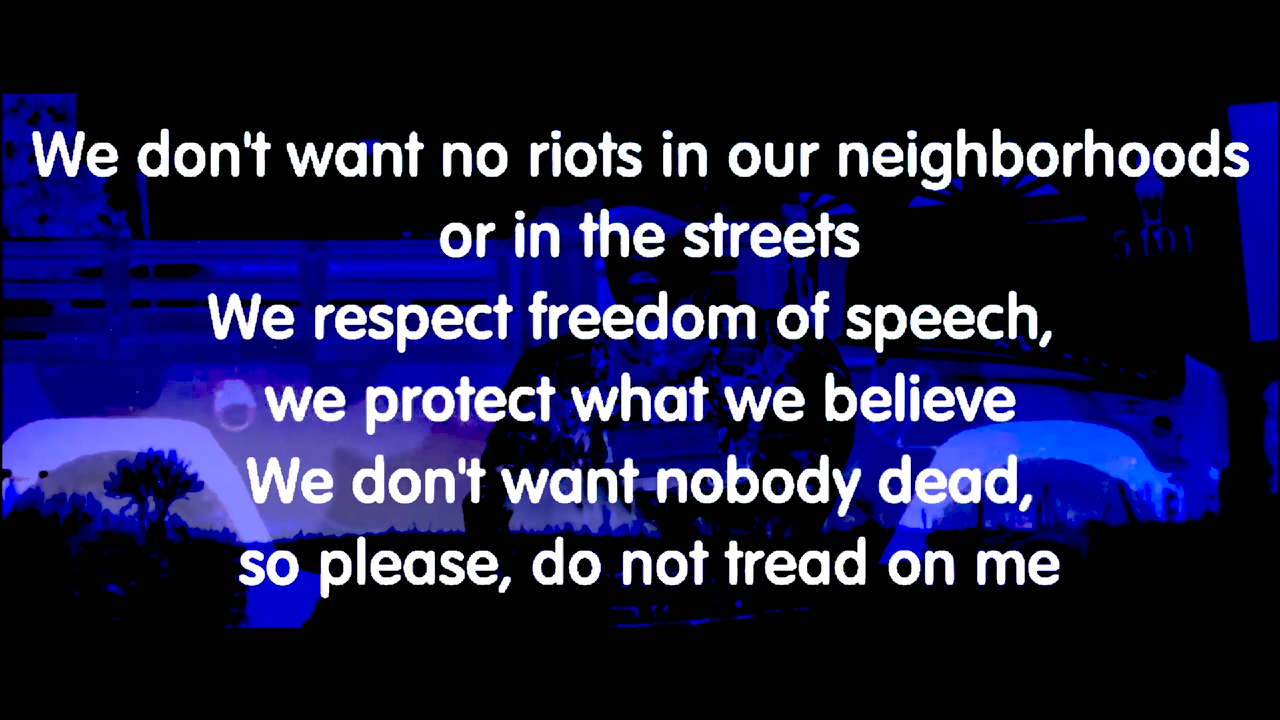 We don't want no riots in our neighborhoods
or in the streets
We respect freedom of speech,
we protect what we believe
We don't want nobody dead,
so please, do not tread on me
5101